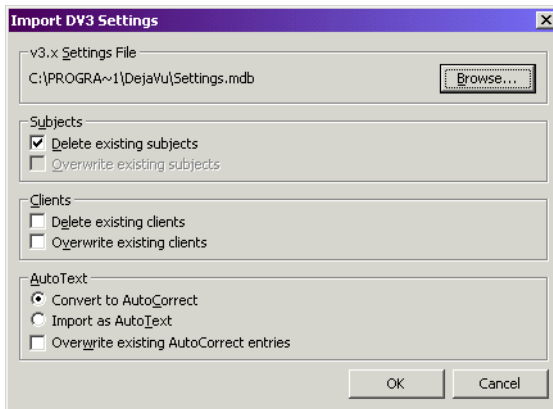 Import DV3 Settings
v3.x Settings File
C:\PROGRA~1\DejaVu\Settings.mdb
Browse...
Subjects
Delete existing subjects
Overwrite existing subjects
Clients
Delete existing clients
Overwrite existing clients
AutoText
Convert to AutoCorrect
Import as AutoText
Overwrite existing AutoCorrect entries
OK Cancel